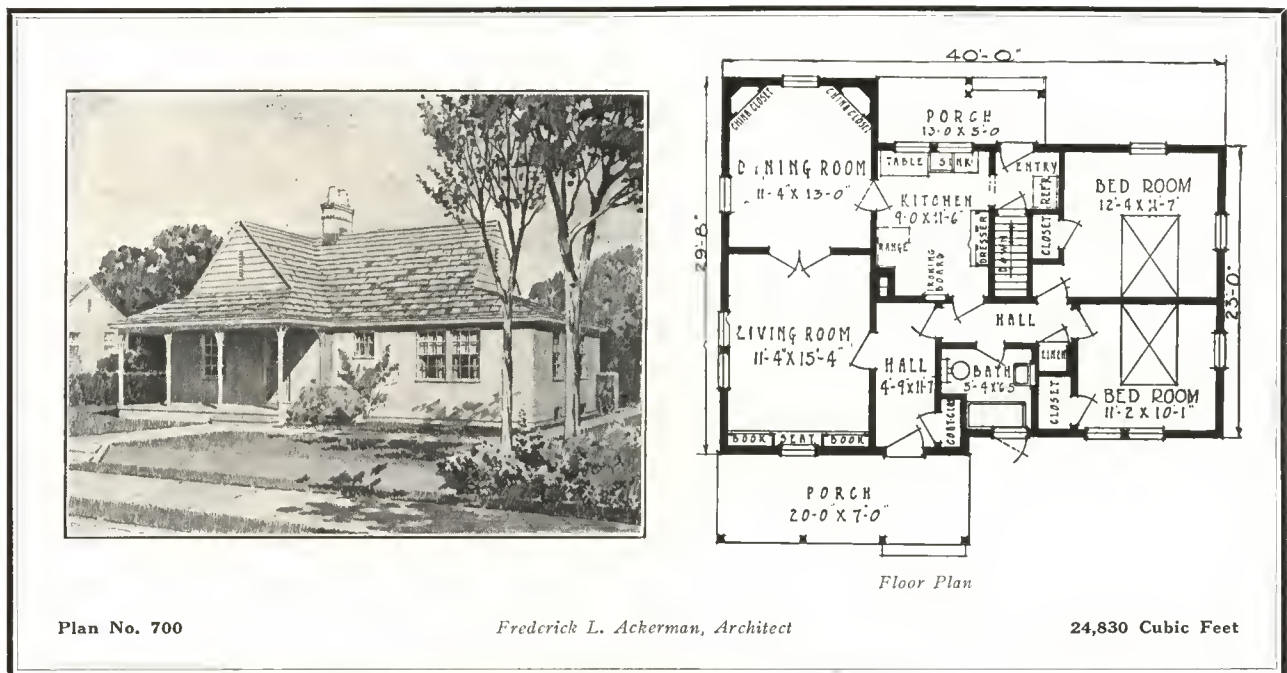 40'-0"
29'-8"
23'-0"
CHINA CLOSET
CHINA CLOSET
PORCH
13-0 X 5-0
DINING ROOM
11'-4" X 13'-0"
TABLE
SINK
ENTRY
REFR
KITCHEN
9-0 X 11'-6"
BED ROOM
12'-4 X 11'-7"
RANGE
DRESSER
DOWN
CLOSET
IRONING
BOARD
LIVING ROOM
11'-4" X 15'-4"
HALL
HALL
4'-9 X 11'-7
BATH
5-4 X 6 5
LINEN
CLOSET
BED ROOM
11'-2 X 10'-1"
BOOK
SEAT
BOOK
PORCH
20'-0" X 7'-0"
Floor Plan
Plan No. 700
Frederick L. Ackerman, Architect
24,830 Cubic Feet